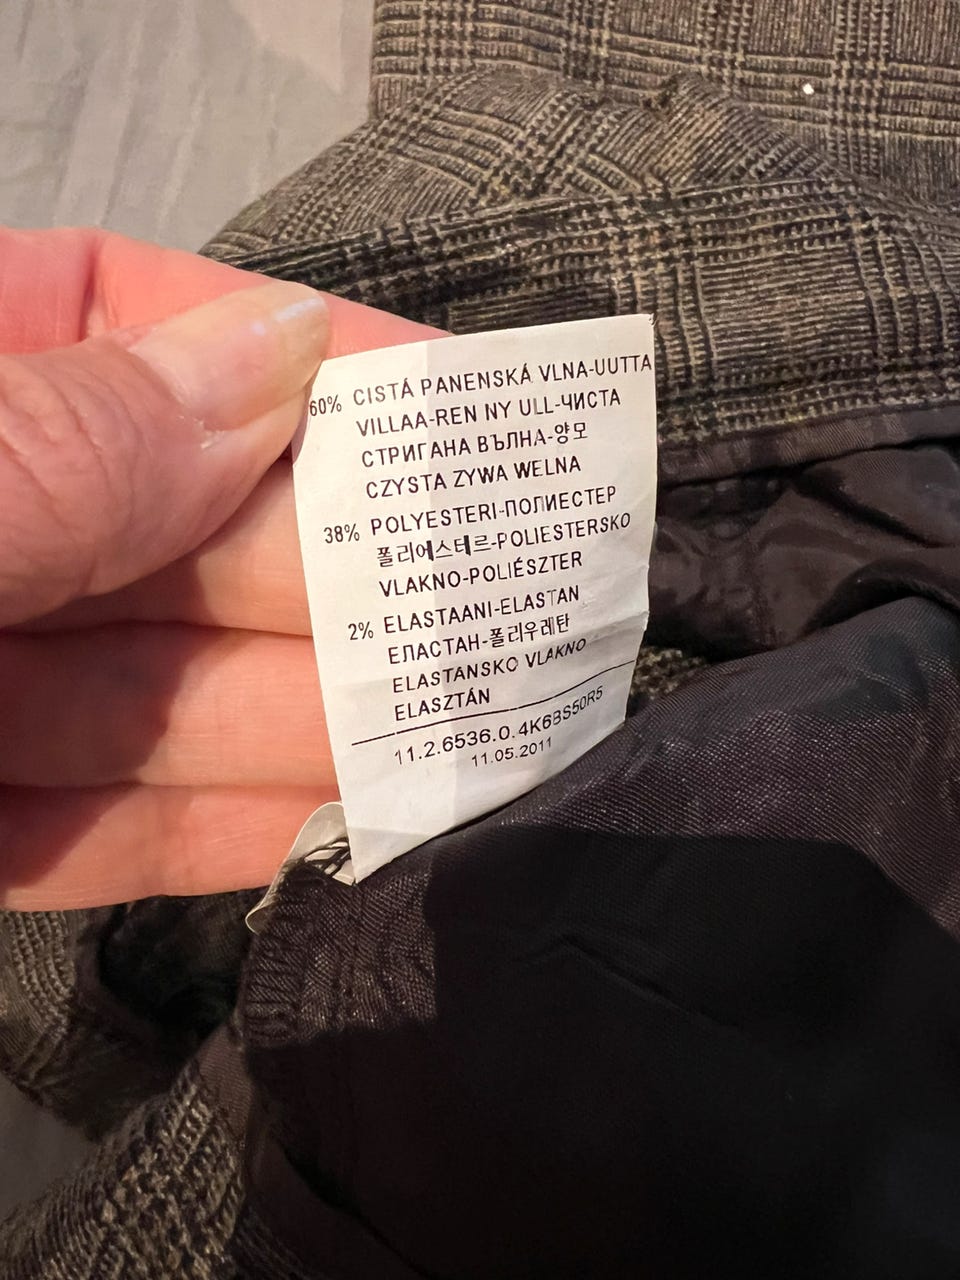 60% CISTÁ PANENSKÁ VLNA-UUTTA
VILLAA-REN NY ULL-ЧИСТА
СТРИГАНА ВЪЛНА-양모
CZYSTA ZYWA WELNA
38% POLYESTERI-ПОЛИЕСТЕР
폴리에스테르-POLIESTERSKO
VLAKNO-POLIÉSZTER
2% ELASTAANI-ELASTAN
ЕЛАСТАН-폴리우레탄
ELASTANSKO VLAKNO
ELASZTÁN
11.2.6536.0.4K6BS50R5
11.05.2011